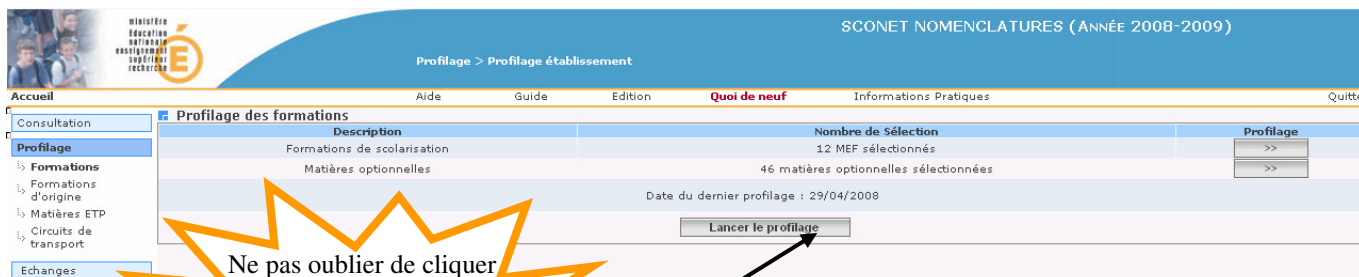 ministère
éducation
nationale
enseignement
supérieur
recherche
SCONET NOMENCLATURES (ANNÉE 2008-2009)
Profilage > Profilage établissement
Accueil Aide Guide Edition Quoi de neuf Informations Pratiques Quitte
Consultation
Profilage
Formations
Formations d'origine
Matières ETP
Circuits de transport
Echanges
Profilage des formations
Description Nombre de Sélection Profilage
Formations de scolarisation 12 MEF sélectionnés >>
Matières optionnelles 46 matières optionnelles sélectionnées >>
Date du dernier profilage : 29/04/2008
Lancer le profilage
Ne pas oublier de cliquer